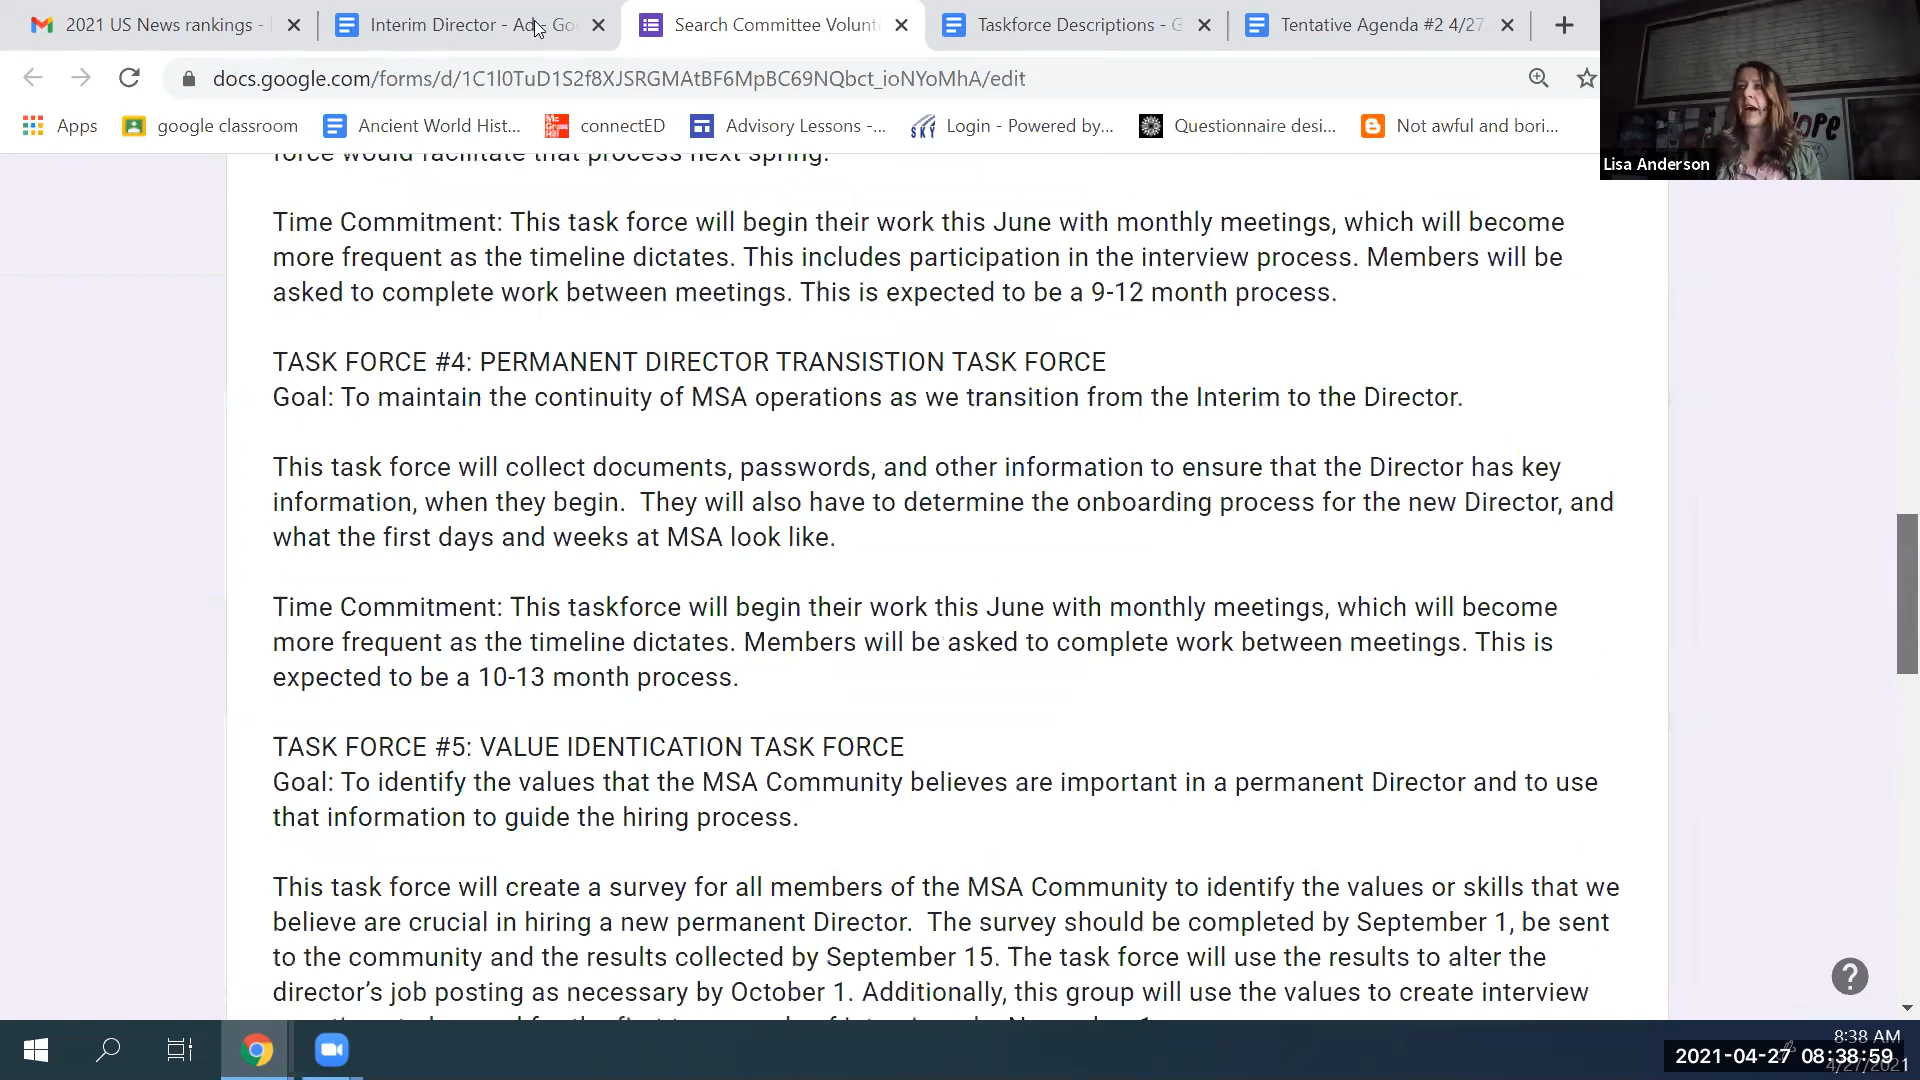 2021 US News rankings -
Interim Director - Ad
Go
Search Committee Volunt
Taskforce Descriptions - G
Tentative Agenda #2 4/27
docs.google.com/forms/d/1C1l0TuD1S2f8XJSRGMAtBF6MpBC69NQbct_ioNYoMhA/edit
Apps
google classroom
Ancient World Hist...
connectED
Advisory Lessons -...
SKY
Login - Powered by...
Questionnaire desi...
Not awful and bori...
Lisa Anderson
force would facilitate that process next spring.
Time Commitment: This task force will begin their work this June with monthly meetings, which will become
more frequent as the timeline dictates. This includes participation in the interview process. Members will be
asked to complete work between meetings. This is expected to be a 9-12 month process.
TASK FORCE #4: PERMANENT DIRECTOR TRANSISTION TASK FORCE
Goal: To maintain the continuity of MSA operations as we transition from the Interim to the Director.
This task force will collect documents, passwords, and other information to ensure that the Director has key
information, when they begin.  They will also have to determine the onboarding process for the new Director, and
what the first days and weeks at MSA look like.
Time Commitment: This taskforce will begin their work this June with monthly meetings, which will become
more frequent as the timeline dictates. Members will be asked to complete work between meetings. This is
expected to be a 10-13 month process.
TASK FORCE #5: VALUE IDENTICATION TASK FORCE
Goal: To identify the values that the MSA Community believes are important in a permanent Director and to use
that information to guide the hiring process.
This task force will create a survey for all members of the MSA Community to identify the values or skills that we
believe are crucial in hiring a new permanent Director.  The survey should be completed by September 1, be sent
to the community and the results collected by September 15. The task force will use the results to alter the
director's job posting as necessary by October 1. Additionally, this group will use the values to create interview
8:38 AM
2021-04-27 08:38:59
4/27/2021